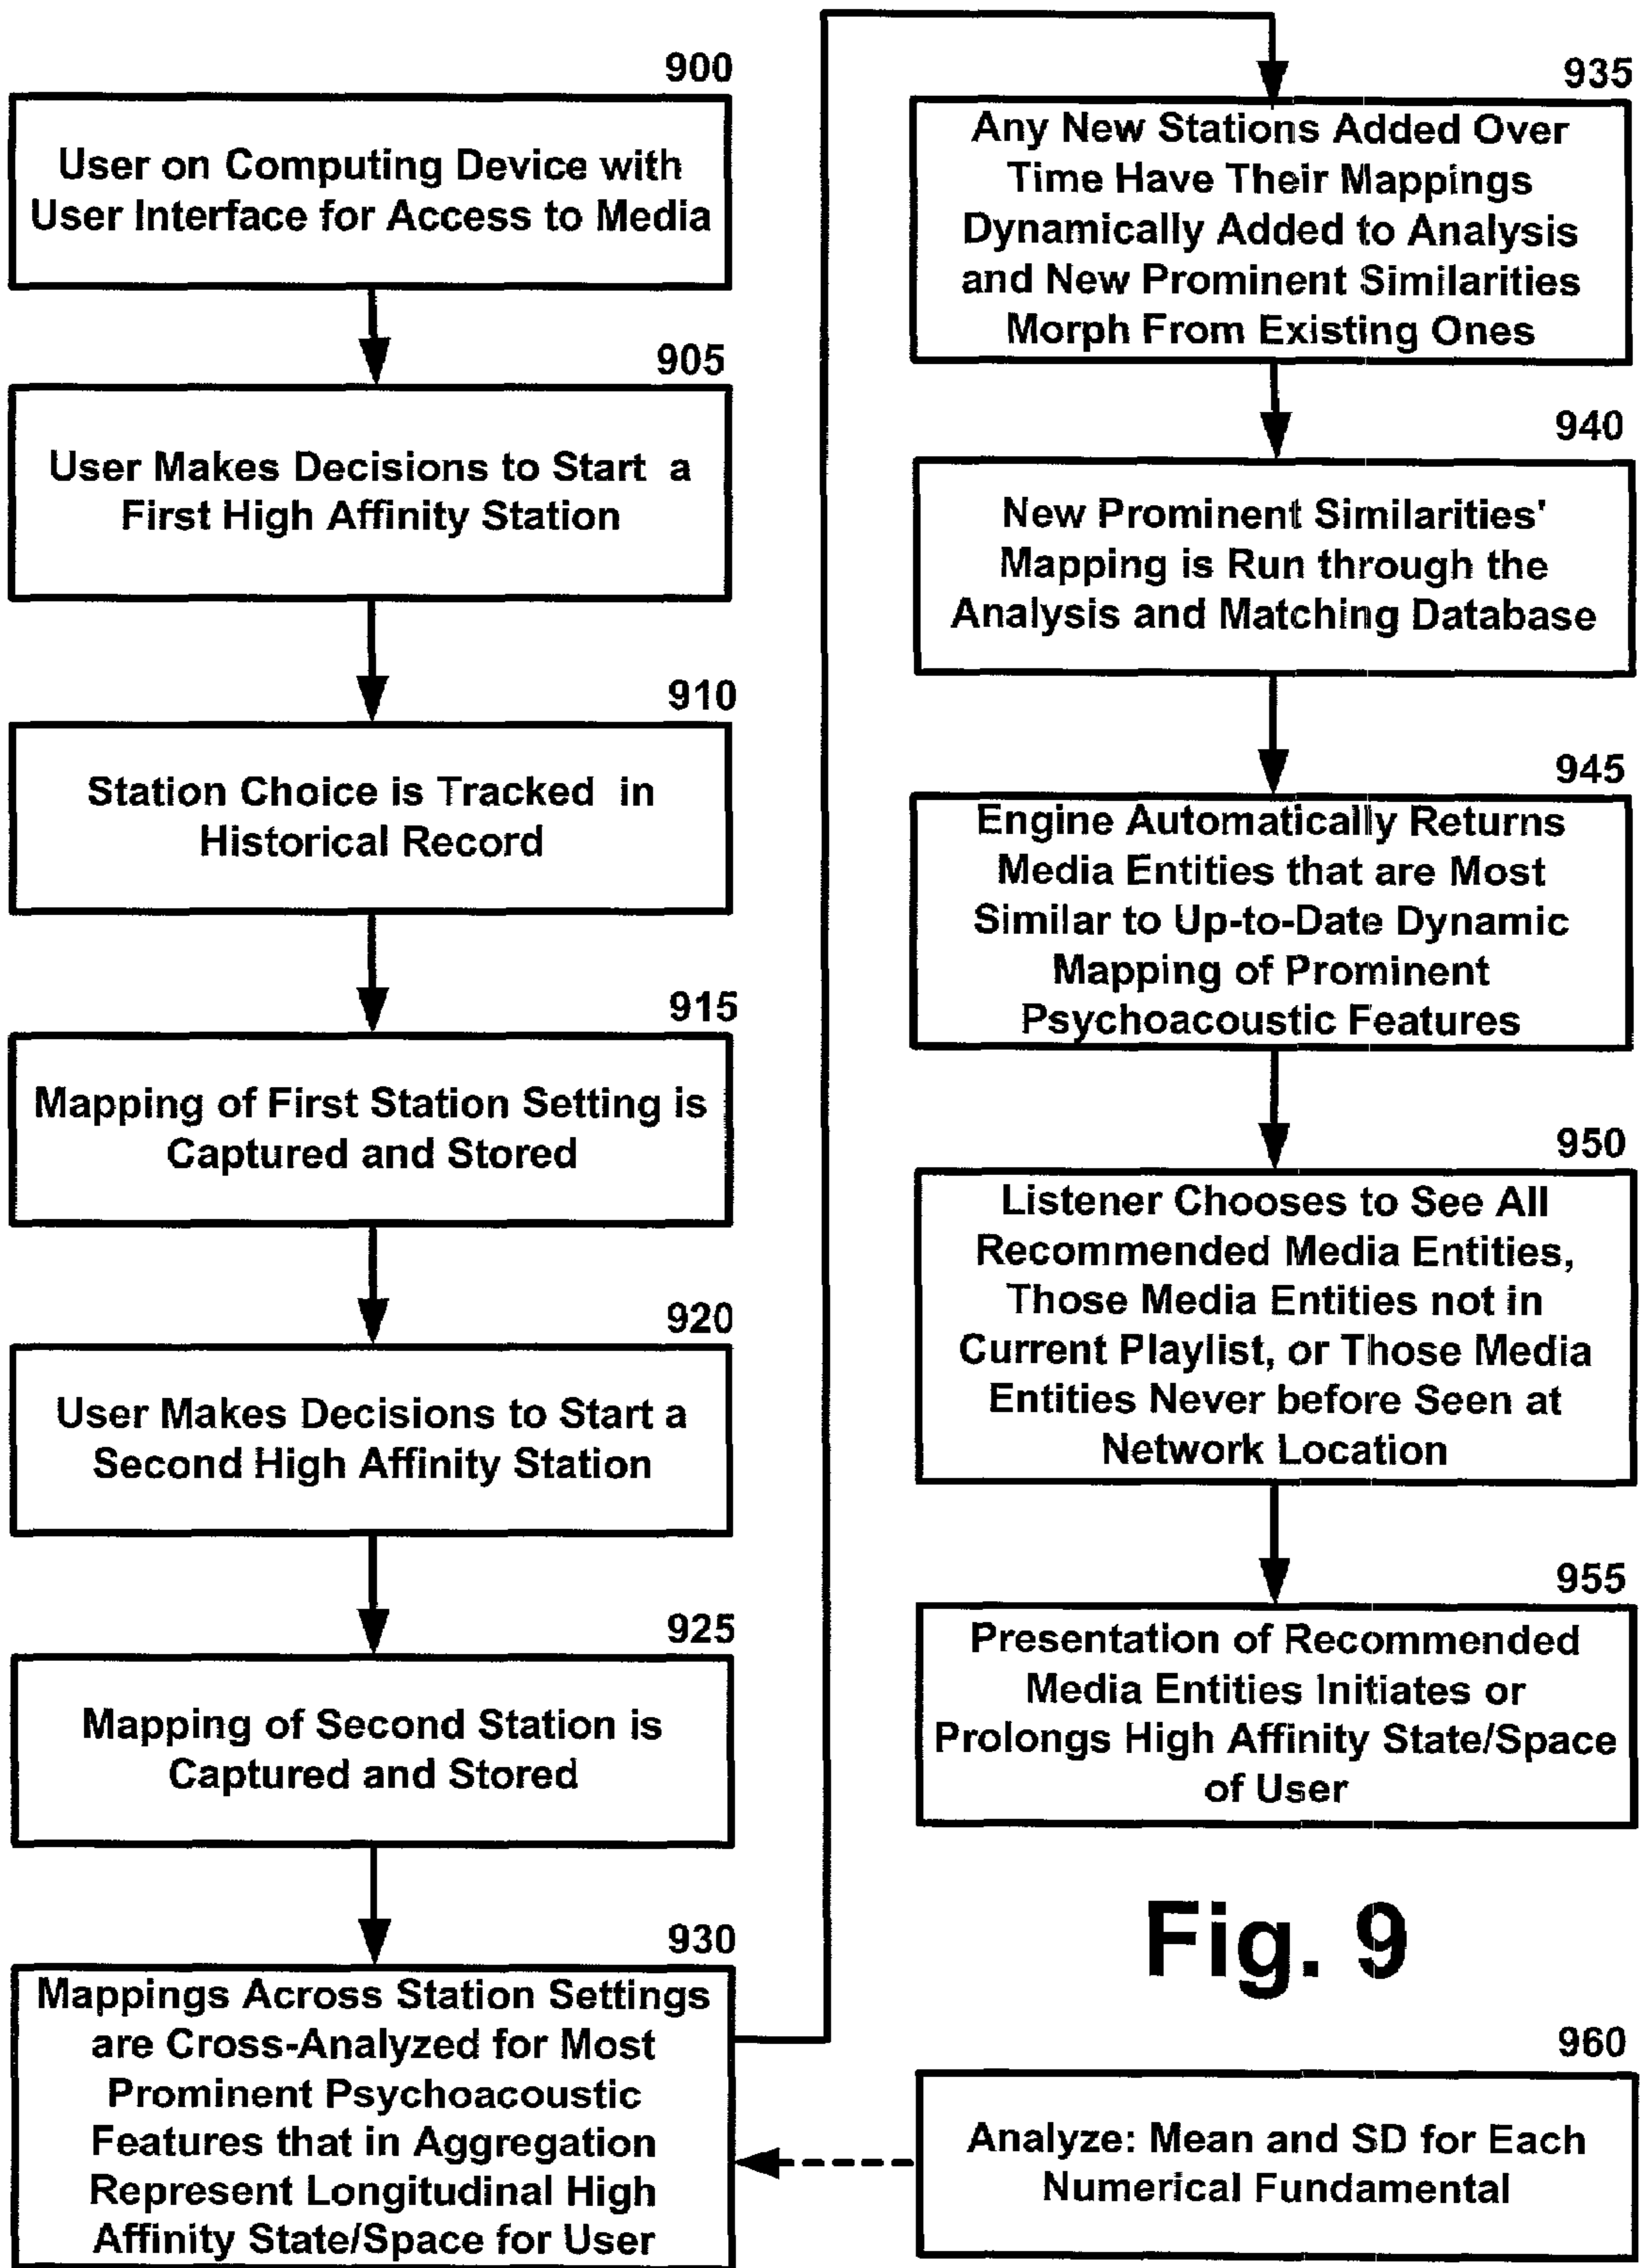 900
User on Computing Device with
User Interface for Access to Media
905
User Makes Decisions to Start a
First High Affinity Station
910
Station Choice is Tracked in
Historical Record
915
Mapping of First Station Setting is
Captured and Stored
920
User Makes Decisions to Start a
Second High Affinity Station
925
Mapping of Second Station is
Captured and Stored
930
Mappings Across Station Settings
are Cross-Analyzed for Most
Prominent Psychoacoustic
Features that in Aggregation
Represent Longitudinal High
Affinity State/Space for User
935
Any New Stations Added Over
Time Have Their Mappings
Dynamically Added to Analysis
and New Prominent Similarities
Morph From Existing Ones
940
New Prominent Similarities'
Mapping is Run through the
Analysis and Matching Database
945
Engine Automatically Returns
Media Entities that are Most
Similar to Up-to-Date Dynamic
Mapping of Prominent
Psychoacoustic Features
950
Listener Chooses to See All
Recommended Media Entities,
Those Media Entities not in
Current Playlist, or Those Media
Entities Never before Seen at
Network Location
955
Presentation of Recommended
Media Entities Initiates or
Prolongs High Affinity State/Space
of User
Fig. 9
960
Analyze: Mean and SD for Each
Numerical Fundamental